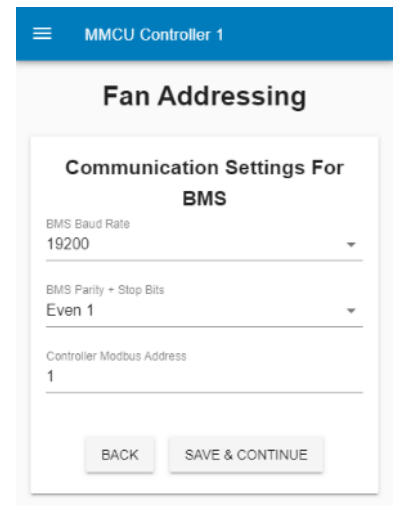 MMCU Controller 1
Fan Addressing
Communication Settings For
BMS
BMS Baud Rate
19200
BMS Parity + Stop Bits
Even 1
Controller Modbus Address
1
BACK SAVE & CONTINUE